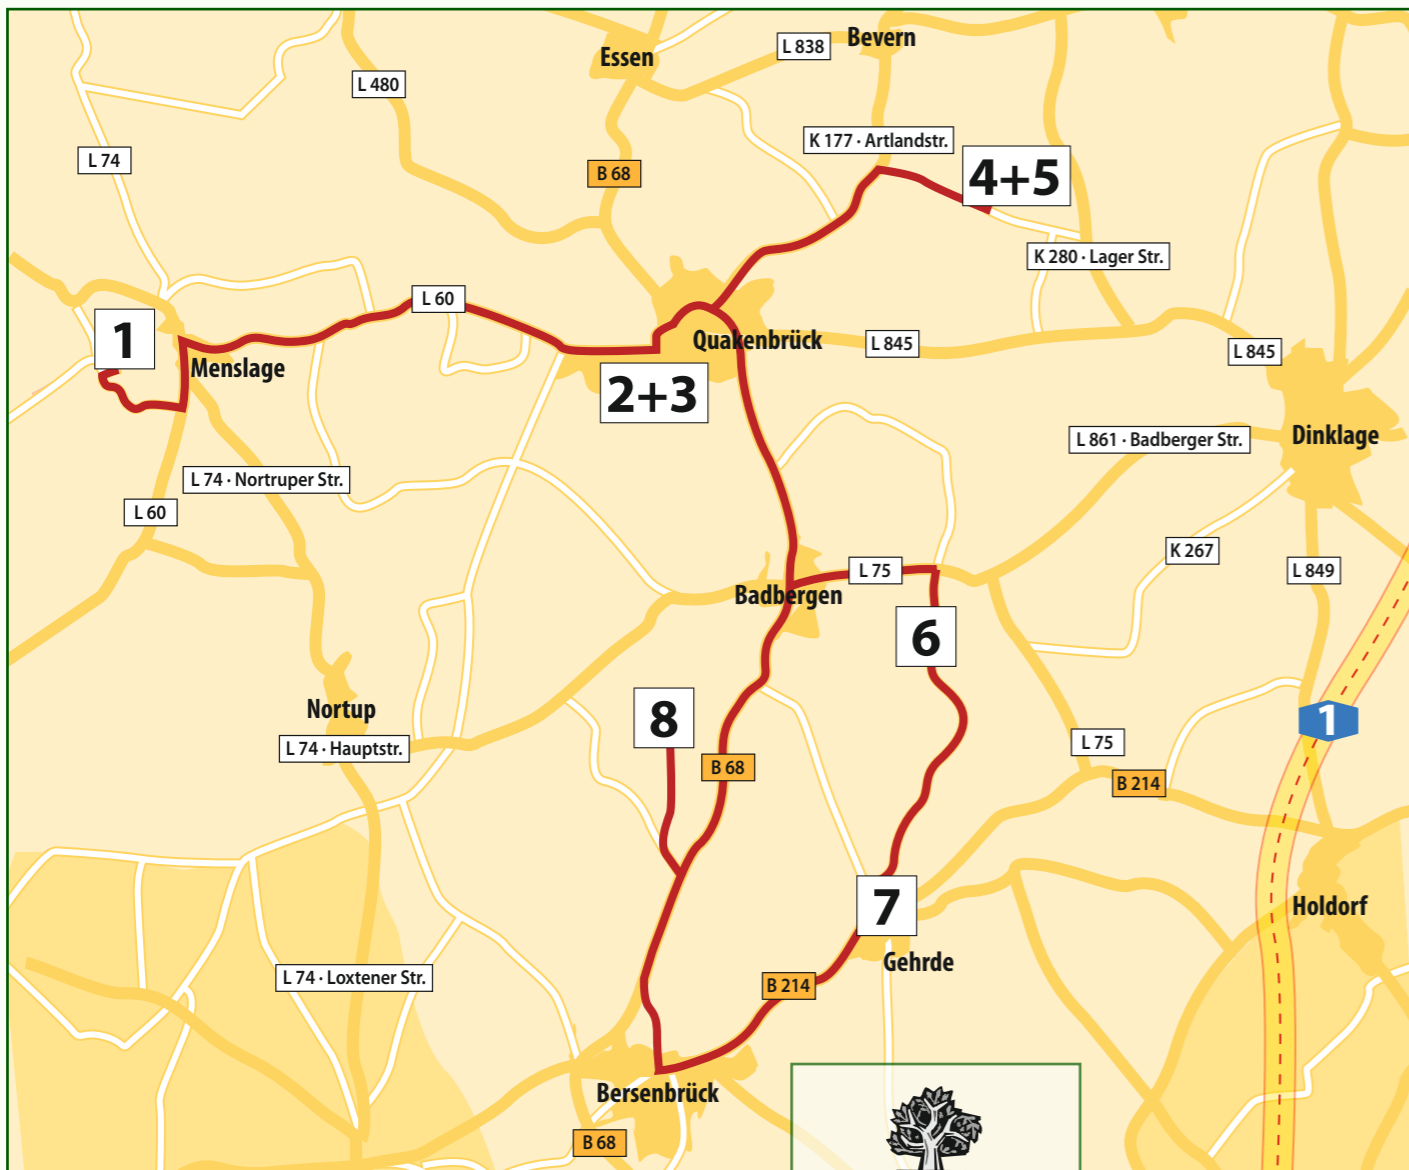 Bevern
L 838
Essen
L 480
K 177 · Artlandstr.
L 74
B 68
4+5
K 280 · Lager Str.
L 60
1
Quakenbrück
L 845
L 845
Menslage
2+3
Dinklage
L 861 · Badberger Str.
L 74 · Nortruper Str.
L 60
K 267
L 75
L 849
Badbergen
6
Nortup
8
1
L 74 · Hauptstr.
L 75
B 68
B 214
7
Holdorf
Gehrde
L 74 · Loxtener Str.
B 214
Bersenbrück
B 68